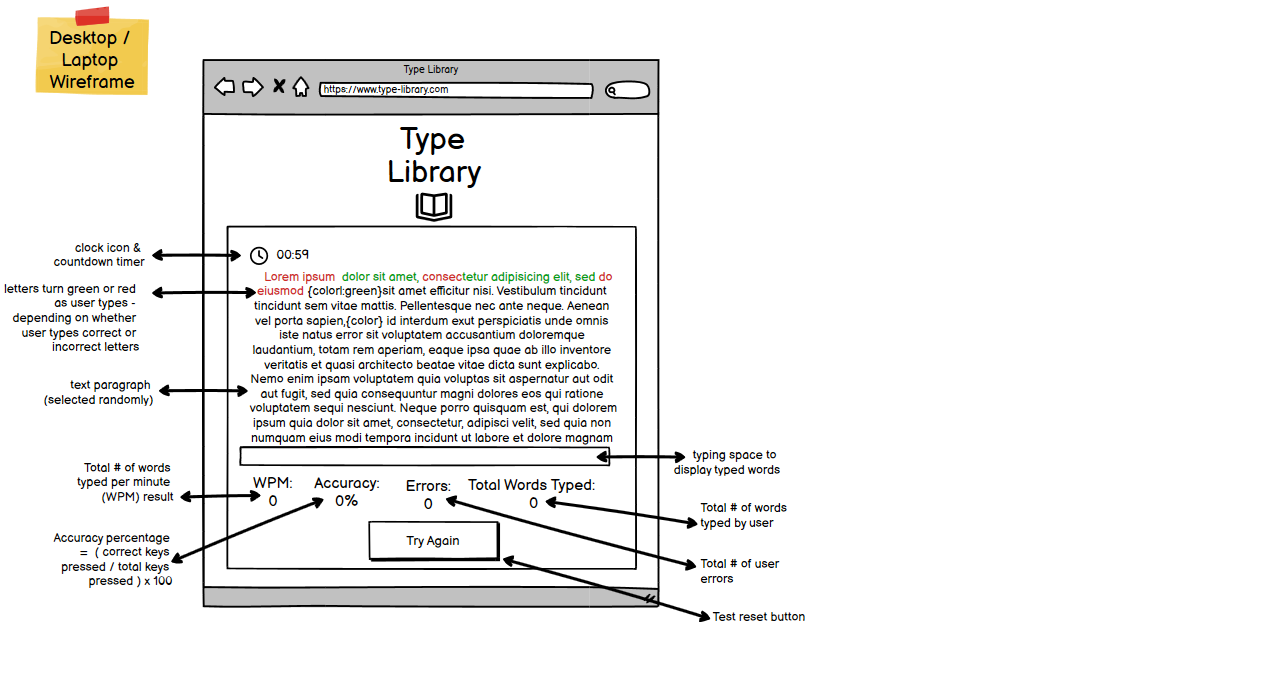 Desktop /
Laptop
Wireframe
Type Library
https://www.type-library.com
Type
Library
clock icon &
countdown timer
00:59
letters turn green or red
as user types -
depending on whether
user types correct or
incorrect letters
Lorem ipsum dolor sit amet, consectetur adipisicing elit, sed do
eiusmod {colorl:green}sit amet efficitur nisi. Vestibulum tincidunt
tincidunt sem vitae mattis. Pellentesque nec ante neque. Aenean
vel porta sapien,{color} id interdum exut perspiciatis unde omnis
iste natus error sit voluptatem accusantium doloremque
laudantium, totam rem aperiam, eaque ipsa quae ab illo inventore
veritatis et quasi architecto beatae vitae dicta sunt explicabo.
Nemo enim ipsam voluptatem quia voluptas sit aspernatur aut odit
aut fugit, sed quia consequuntur magni dolores eos qui ratione
voluptatem sequi nesciunt. Neque porro quisquam est, qui dolorem
ipsum quia dolor sit amet, consectetur, adipisci velit, sed quia non
numquam eius modi tempora incidunt ut labore et dolore magnam
text paragraph
(selected randomly)
typing space to
display typed words
Total # of words
typed per minute
(WPM) result
WPM:
0
Accuracy:
0%
Errors:
0
Total Words Typed:
0
Total # of words
typed by user
Accuracy percentage
= ( correct keys
pressed / total keys
pressed ) x 100
Try Again
Total # of user
errors
Test reset button